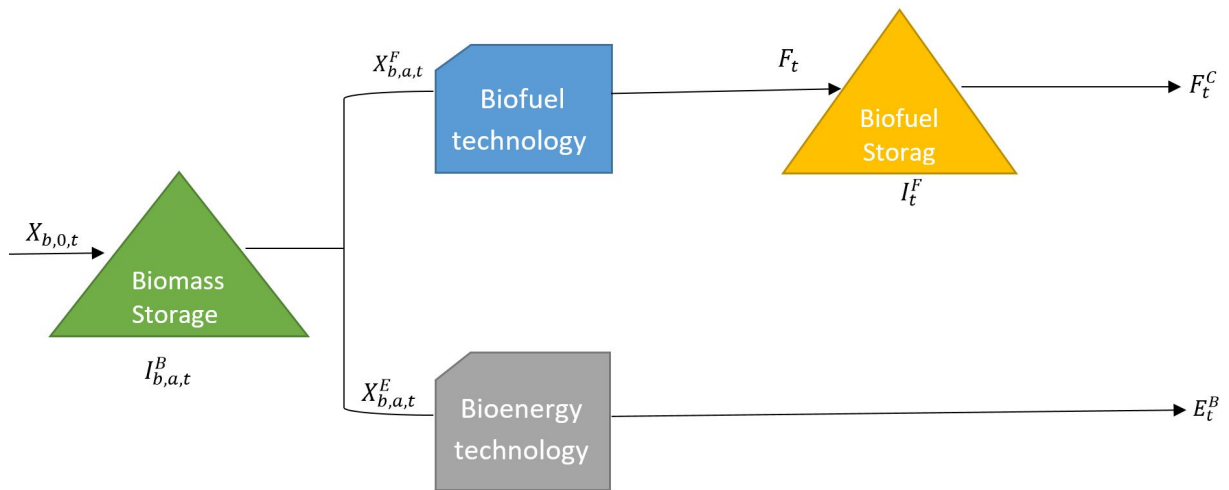 $X_{b,0,t}$
Biomass
Storage
$I^B_{b,a,t}$
$X^F_{b,a,t}$
Biofuel
technology
$F_t$
Biofuel
Storag
$I^F_t$
$F^C_t$
$X^E_{b,a,t}$
Bioenergy
technology
$E^B_t$